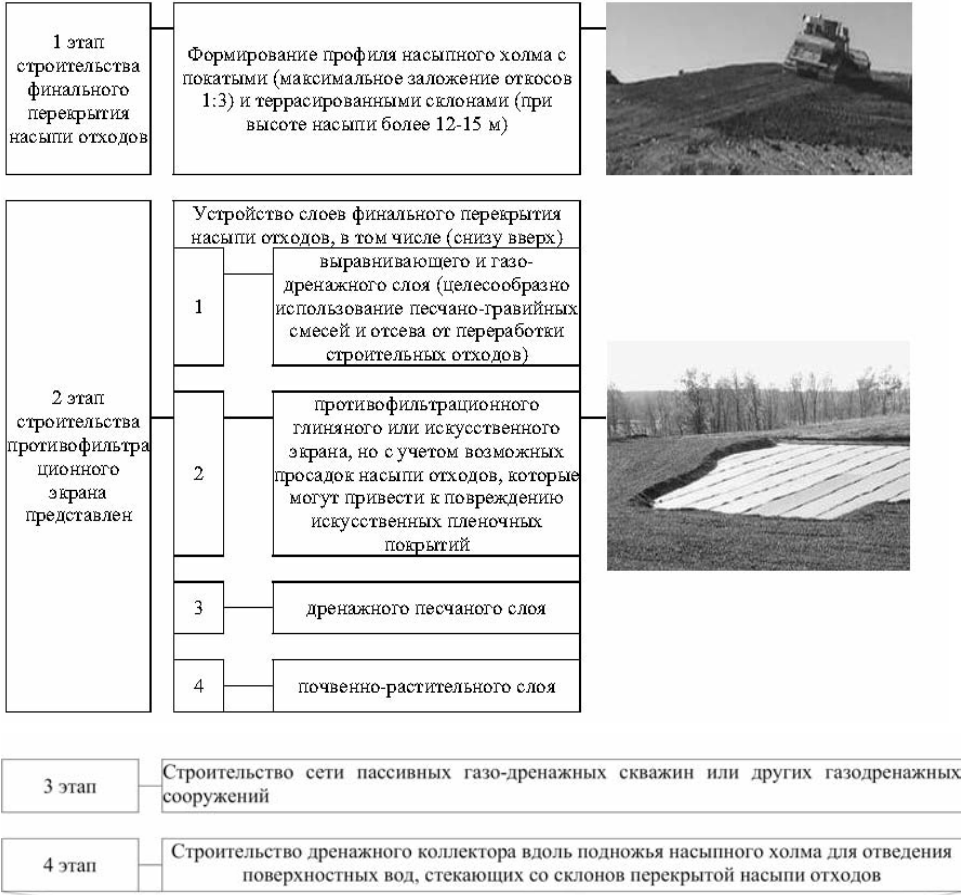 1 этап
строительства
финального
перекрытия
насыпи отходов
Формирование профиля насыпного холма с
покатыми (максимальное заложение откосов
1:3) и террасированными склонами (при
высоте насыпи более 12-15 м)
2 этап
строительства
противофильтра
ционного
экрана
представлен
Устройство слоев финального перекрытия
насыпи отходов, в том числе (снизу вверх)
1
выравнивающего и газо-
дренажного слоя (целесообразно
использование песчано-гравийных
смесей и отсева от переработки
строительных отходов)
2
противофильтрационного
глиняного или искусственного
экрана, но с учетом возможных
просадок насыпи отходов, которые
могут привести к повреждению
искусственных пленочных
покрытий
3
дренажного песчаного слоя
4
почвенно-растительного слоя
3 этап
Строительство сети пассивных газо-дренажных скважин или других газодренажных
сооружений
4 этап
Строительство дренажного коллектора вдоль подножья насыпного холма для отведения
поверхностных вод, стекающих со склонов перекрытой насыпи отходов